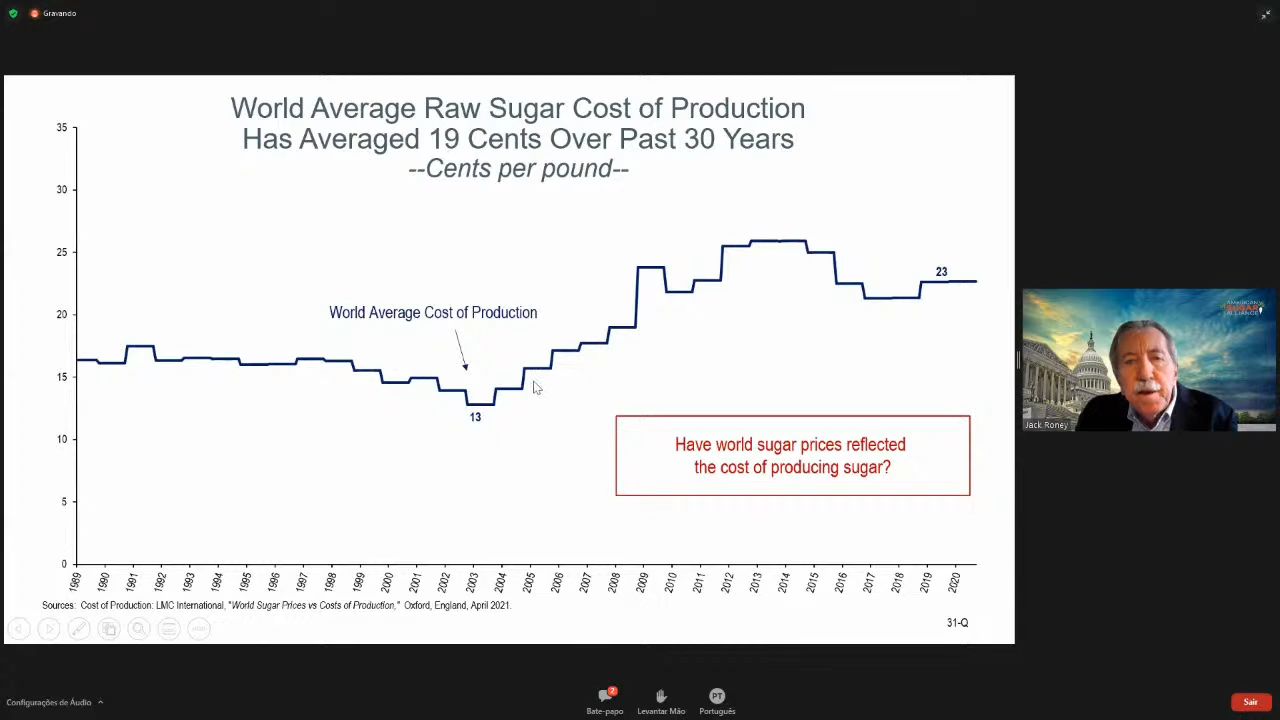 Gravando
World Average Raw Sugar Cost of Production
Has Averaged 19 Cents Over Past 30 Years
--Cents per pound--
35
30
25
20
15
10
5
0
World Average Cost of Production
13
23
Have world sugar prices reflected
the cost of producing sugar?
1989 1990 1991 1992 1993 1994 1995 1996 1997 1998 1999 2000 2001 2002 2003 2004 2005 2006 2007 2008 2009 2010 2011 2012 2013 2014 2015 2016 2017 2018 2019 2020
Sources: Cost of Production: LMC International, "World Sugar Prices vs Costs of Production," Oxford, England, April 2021.
31-Q
AMERICAN
SUGAR
ALLIANCE
Jack Roney
Configurações de Áudio
2
Bate-papo
Levantar Mão
PT
Português
Sair